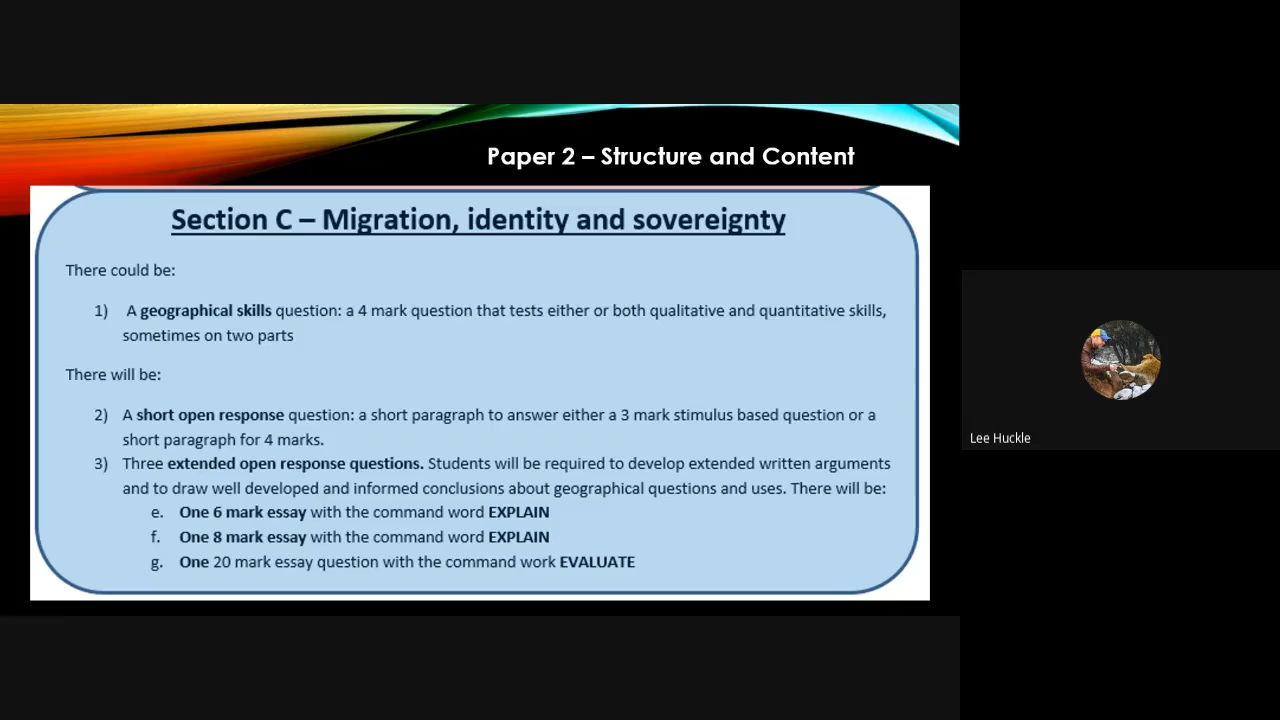 Paper 2 – Structure and Content
Section C – Migration, identity and sovereignty
There could be:
1) A geographical skills question: a 4 mark question that tests either or both qualitative and quantitative skills,
sometimes on two parts
There will be:
2) A short open response question: a short paragraph to answer either a 3 mark stimulus based question or a
short paragraph for 4 marks.
3) Three extended open response questions. Students will be required to develop extended written arguments
and to draw well developed and informed conclusions about geographical questions and uses. There will be:
e. One 6 mark essay with the command word EXPLAIN
f. One 8 mark essay with the command word EXPLAIN
g. One 20 mark essay question with the command work EVALUATE
Lee Huckle